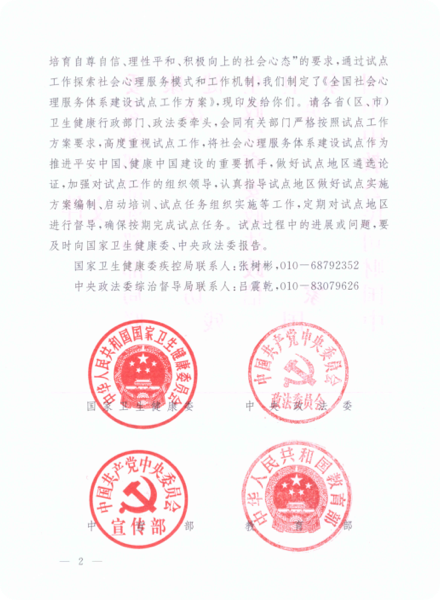 培育自尊自信、理性平和、积极向上的社会心态”的要求,通过试点
工作探索社会心理服务模式和工作机制,我们制定了《全国社会心
理服务体系建设试点工作方案》,现印发给你们。请各省(区、市)
卫生健康行政部门、政法委牵头,会同有关部门严格按照试点工作
方案要求,高度重视试点工作,将社会心理服务体系建设试点作为
推进平安中国、健康中国建设的重要抓手,做好试点地区遴选论
证,加强对试点工作的组织领导,认真指导试点地区做好试点实施
方案编制、启动培训、试点任务组织实施等工作,定期对试点地区
进行督导,确保按期完成试点任务。试点过程中的进展或问题,要
及时向国家卫生健康委、中央政法委报告。
国家卫生健康委疾控局联系人:张树彬,010—68792352
中央政法委综治督导局联系人:吕震乾,010—83079626
中华人民共和国国家卫生健康委员会
国家卫生健康委
中国共产党中央委员会
政法委员会
中央政法委
中国共产党中央委员会
宣传部
中 部
中华人民共和国教育部
教育部
— 2 —